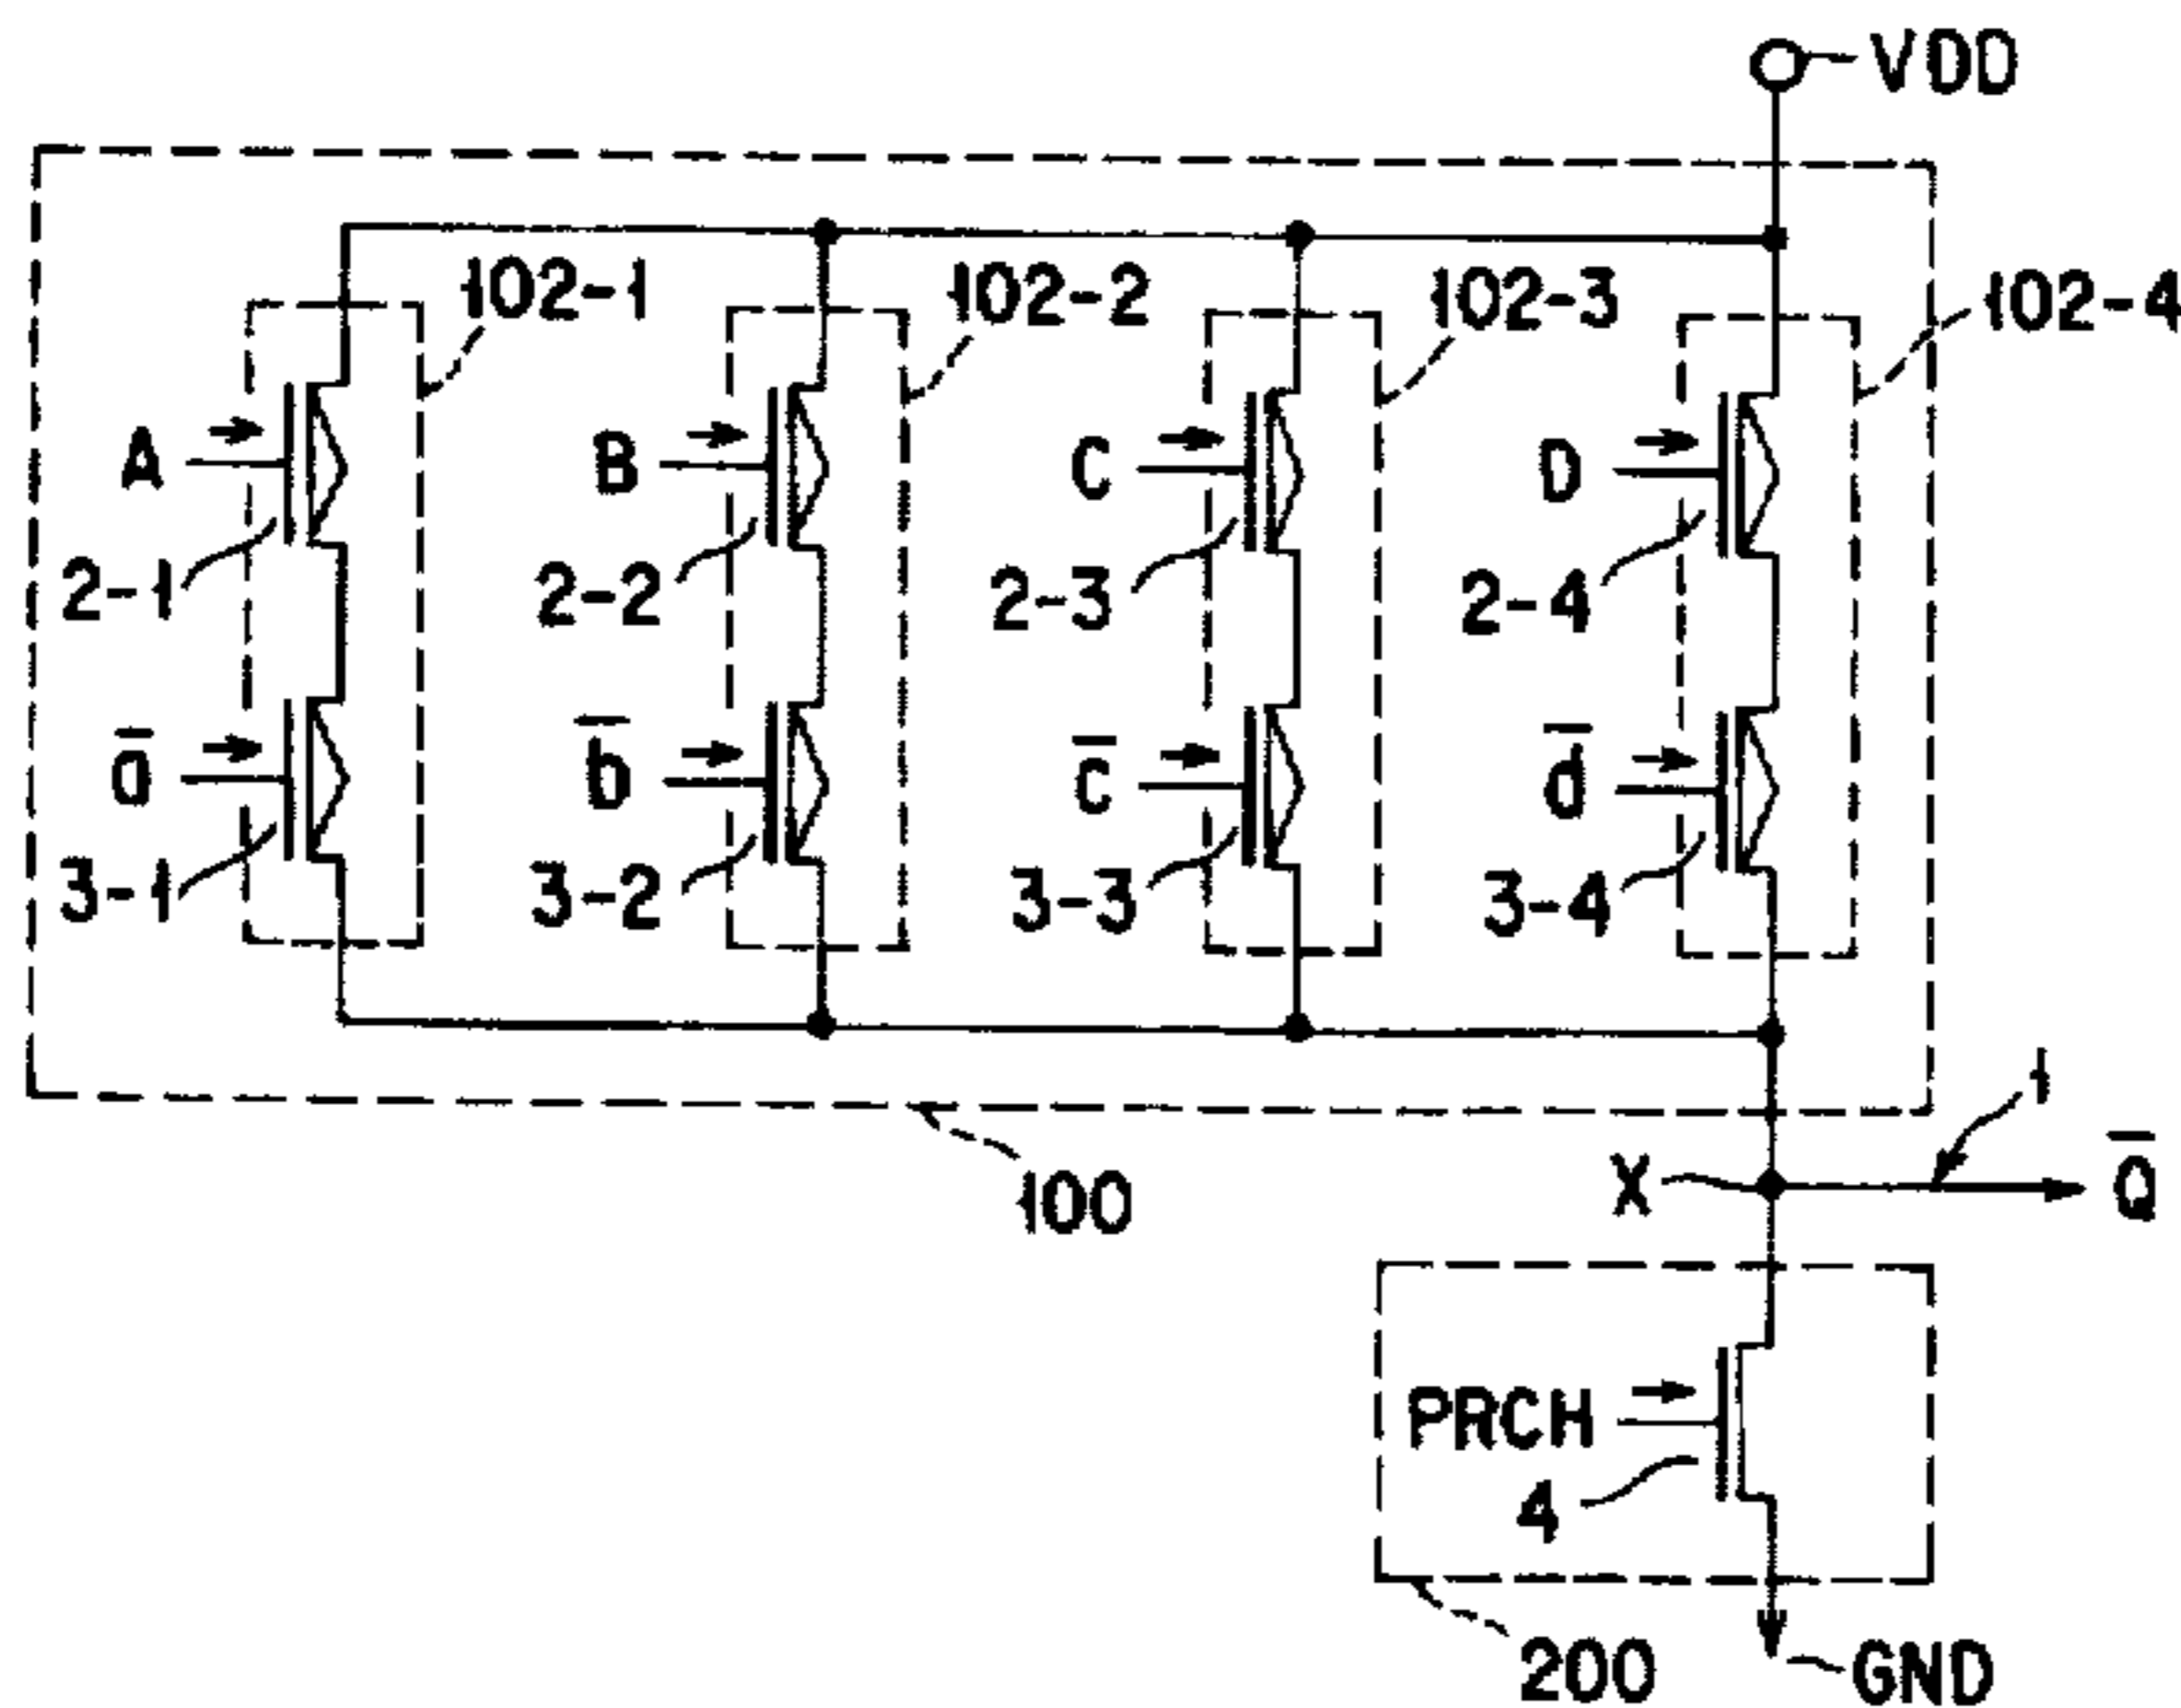 VDD
102-1 102-2 102-3 102-4
A B C D
2-1 2-2 2-3 2-4
a̅ b̅ c̅ d̅
3-1 3-2 3-3 3-4
1
X Q̅
100
PRCH
4
200 GND